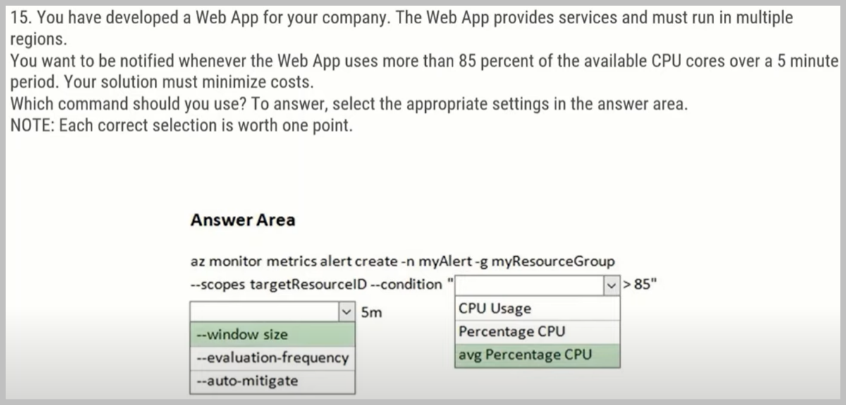 15. You have developed a Web App for your company. The Web App provides services and must run in multiple
regions.
You want to be notified whenever the Web App uses more than 85 percent of the available CPU cores over a 5 minute
period. Your solution must minimize costs.
Which command should you use? To answer, select the appropriate settings in the answer area.
NOTE: Each correct selection is worth one point.
Answer Area
az monitor metrics alert create -n myAlert -g myResourceGroup
--scopes targetResourceID --condition " > 85"
5m
--window size
--evaluation-frequency
--auto-mitigate
CPU Usage
Percentage CPU
avg Percentage CPU